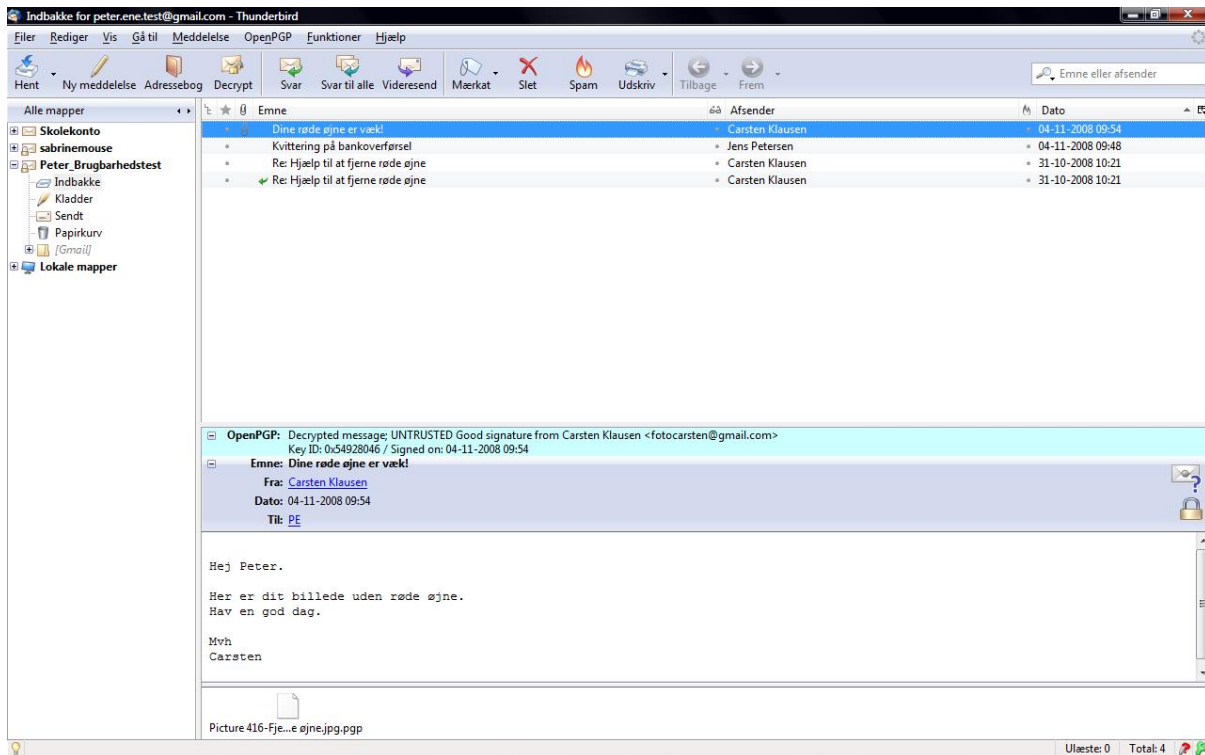 Indbakke for peter.ene.test@gmail.com - Thunderbird
Filer Rediger Vis Gå til Meddelelse OpenPGP Funktioner Hjælp
Hent Ny meddelelse Adressebog Decrypt Svar Svar til alle Videresend Mærkat Slet Spam Udskriv Tilbage Frem Emne eller afsender
Alle mapper
Skolekonto
sabrinemouse
Peter_Brugbarhedstest
Indbakke
Kladder
Sendt
Papirkurv
[Gmail]
Lokale mapper
Emne Afsender Dato
Dine røde øjne er væk! Carsten Klausen 04-11-2008 09:54
Kvittering på bankoverførsel Jens Petersen 04-11-2008 09:48
Re: Hjælp til at fjerne røde øjne Carsten Klausen 31-10-2008 10:21
Re: Hjælp til at fjerne røde øjne Carsten Klausen 31-10-2008 10:21
OpenPGP: Decrypted message; UNTRUSTED Good signature from Carsten Klausen <fotocarsten@gmail.com>
Key ID: 0x54928046 / Signed on: 04-11-2008 09:54
Emne: Dine røde øjne er væk!
Fra: Carsten Klausen
Dato: 04-11-2008 09:54
Til: PE
Hej Peter.
Her er dit billede uden røde øjne.
Hav en god dag.
Mvh
Carsten
Picture 416-Fje...e øjne.jpg.pgp
Ulæste: 0 Total: 4